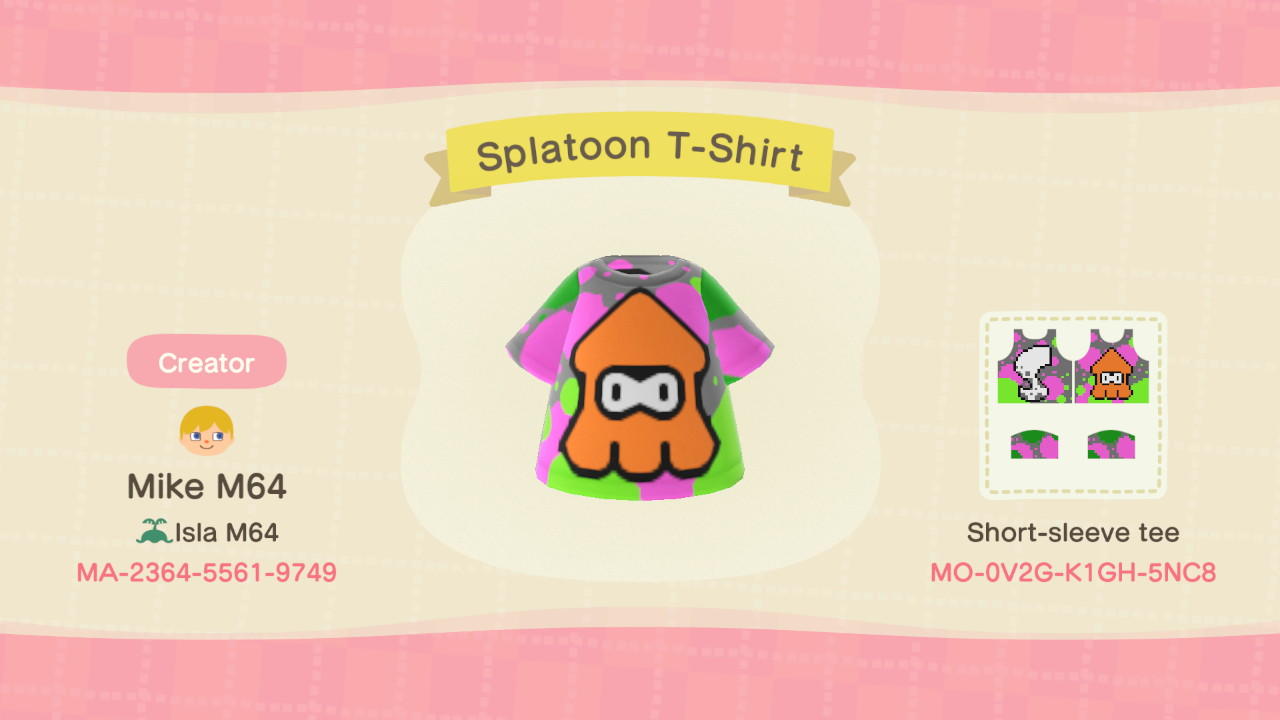 Splatoon T-Shirt
Creator
Mike M64
Isla M64
MA-2364-5561-9749
Short-sleeve tee
MO-0V2G-K1GH-5NC8